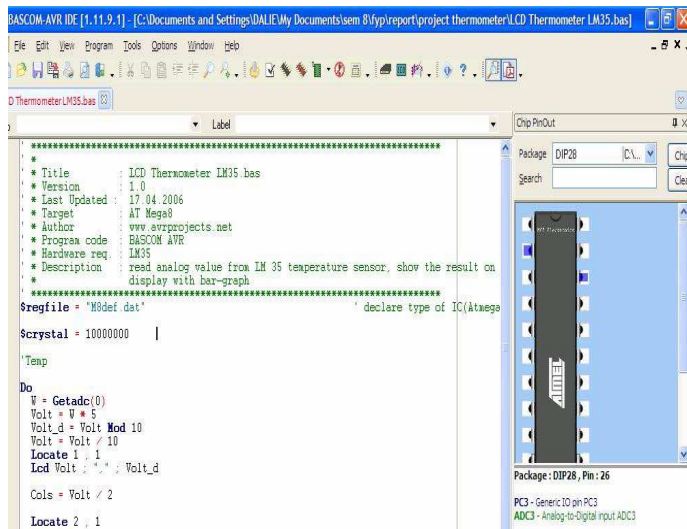 BASCOM-AVR IDE [1.11.9.1] - [C:\Documents and Settings\DALIE\My Documents\sem 8\fyp\report\project thermometer\LCD Thermometer LM35.bas]
File Edit View Program Tools Options Window Help
D Thermometer LM35.bas
Label
Chip PinOut
Package DIP28 C:\... Chip
Search Clea
' *******************************************************************************
' *
' * Title : LCD Thermometer LM35.bas
' * Version : 1.0
' * Last Updated : 17.04.2006
' * Target : AT Mega8
' * Author : www.avrprojects.net
' * Program code : BASCOM AVR
' * Hardware req. : LM35
' * Description : read analog value from LM 35 temperature sensor, show the result on
' * display with bar-graph
' *******************************************************************************
$regfile = "M8def.dat" ' declare type of IC(Atmega
$crystal = 10000000
'Temp
Do
W = Getadc(0)
Volt = W * 5
Volt_d = Volt Mod 10
Volt = Volt / 10
Locate 1 , 1
Lcd Volt ; "," ; Volt_d
Cols = Volt / 2
Locate 2 , 1
MCS Electronics
ATMEL
Package : DIP28 , Pin : 26
PC3 - Generic IO pin PC3
ADC3 - Analog-to-Digital input ADC3